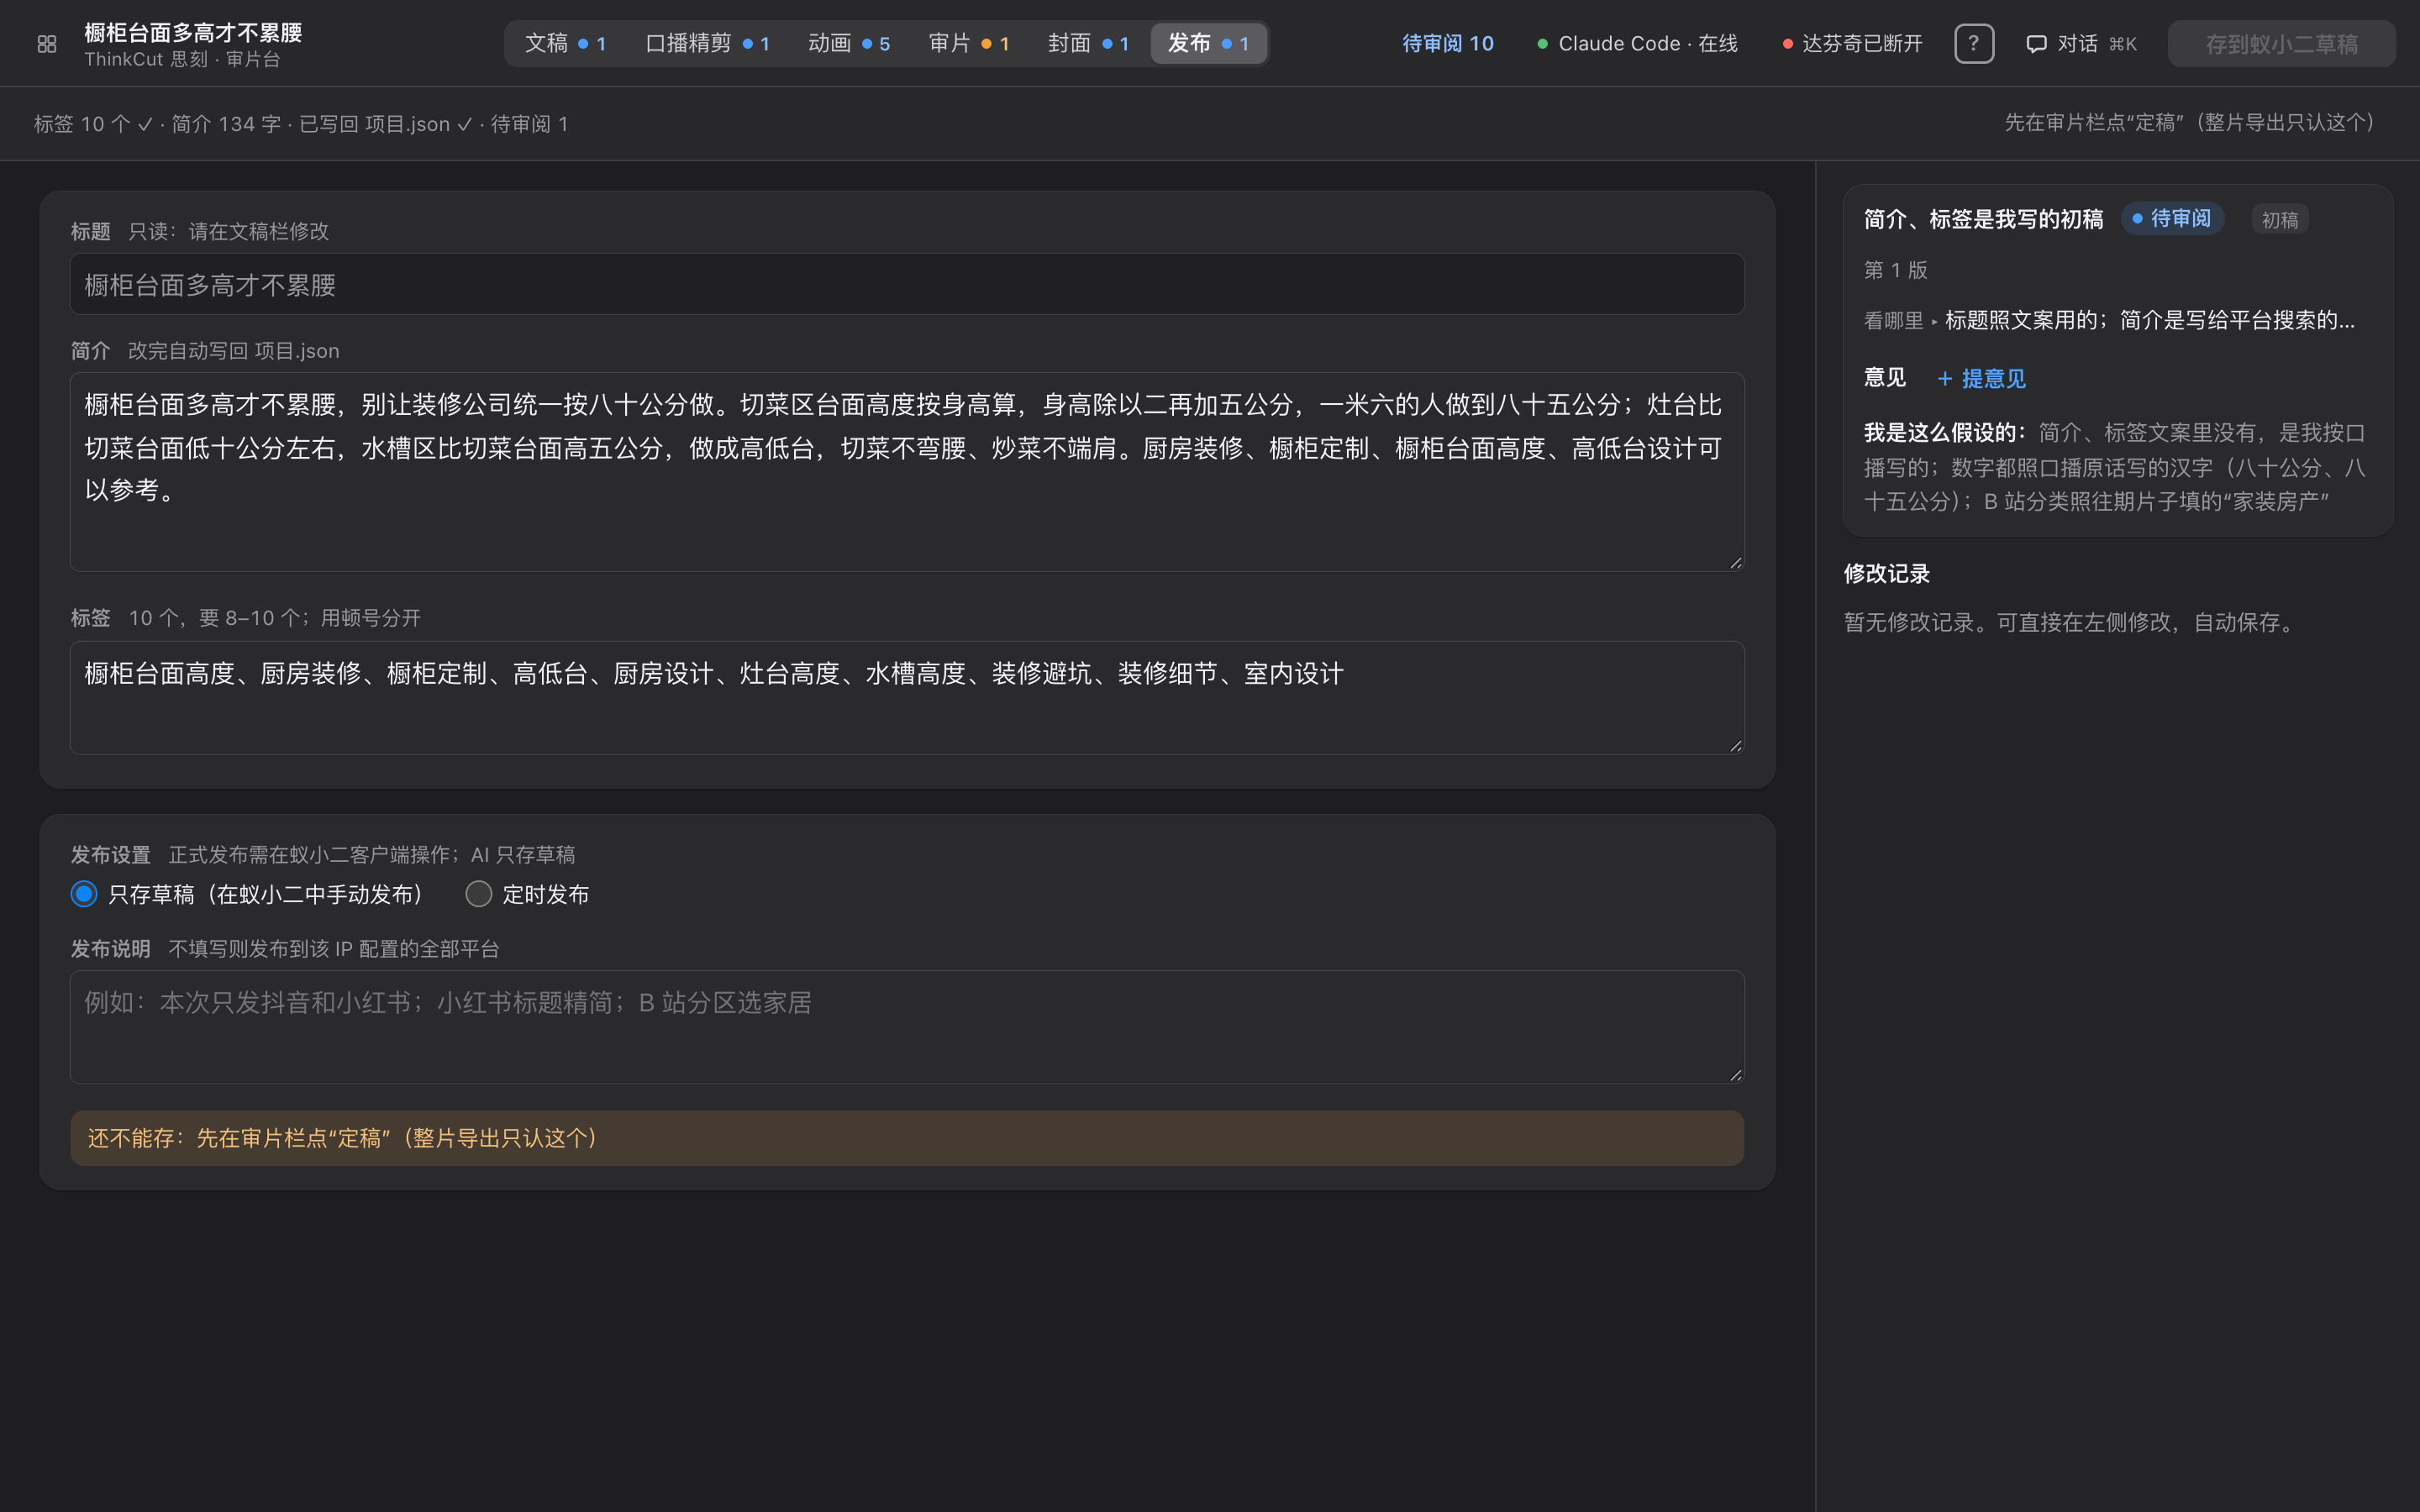 橱柜台面多高才不累腰
ThinkCut 思刻 · 审片台
文稿 1 口播精剪 1 动画 5 审片 1 封面 1 发布 1
待审阅 10
Claude Code · 在线
达芬奇已断开
?
对话 ⌘K
存到蚁小二草稿
标签 10 个 ✓ · 简介 134 字 · 已写回 项目.json ✓ · 待审阅 1
先在审片栏点“定稿”（整片导出只认这个）
标题 只读：请在文稿栏修改
橱柜台面多高才不累腰
简介 改完自动写回 项目.json
橱柜台面多高才不累腰，别让装修公司统一按八十公分做。切菜区台面高度按身高算，身高除以二再加五公分，一米六的人做到八十五公分；灶台比
切菜台面低十公分左右，水槽区比切菜台面高五公分，做成高低台，切菜不弯腰、炒菜不端肩。厨房装修、橱柜定制、橱柜台面高度、高低台设计可
以参考。
标签 10 个，要 8–10 个；用顿号分开
橱柜台面高度、厨房装修、橱柜定制、高低台、厨房设计、灶台高度、水槽高度、装修避坑、装修细节、室内设计
发布设置 正式发布需在蚁小二客户端操作；AI 只存草稿
只存草稿（在蚁小二中手动发布） 定时发布
发布说明 不填写则发布到该 IP 配置的全部平台
例如：本次只发抖音和小红书；小红书标题精简；B 站分区选家居
还不能存：先在审片栏点“定稿”（整片导出只认这个）
简介、标签是我写的初稿 待审阅 初稿
第 1 版
看哪里 ▸ 标题照文案用的；简介是写给平台搜索的...
意见 + 提意见
我是这么假设的：简介、标签文案里没有，是我按口
播写的；数字都照口播原话写的汉字（八十公分、八
十五公分）；B 站分类照往期片子填的“家装房产”
修改记录
暂无修改记录。可直接在左侧修改，自动保存。